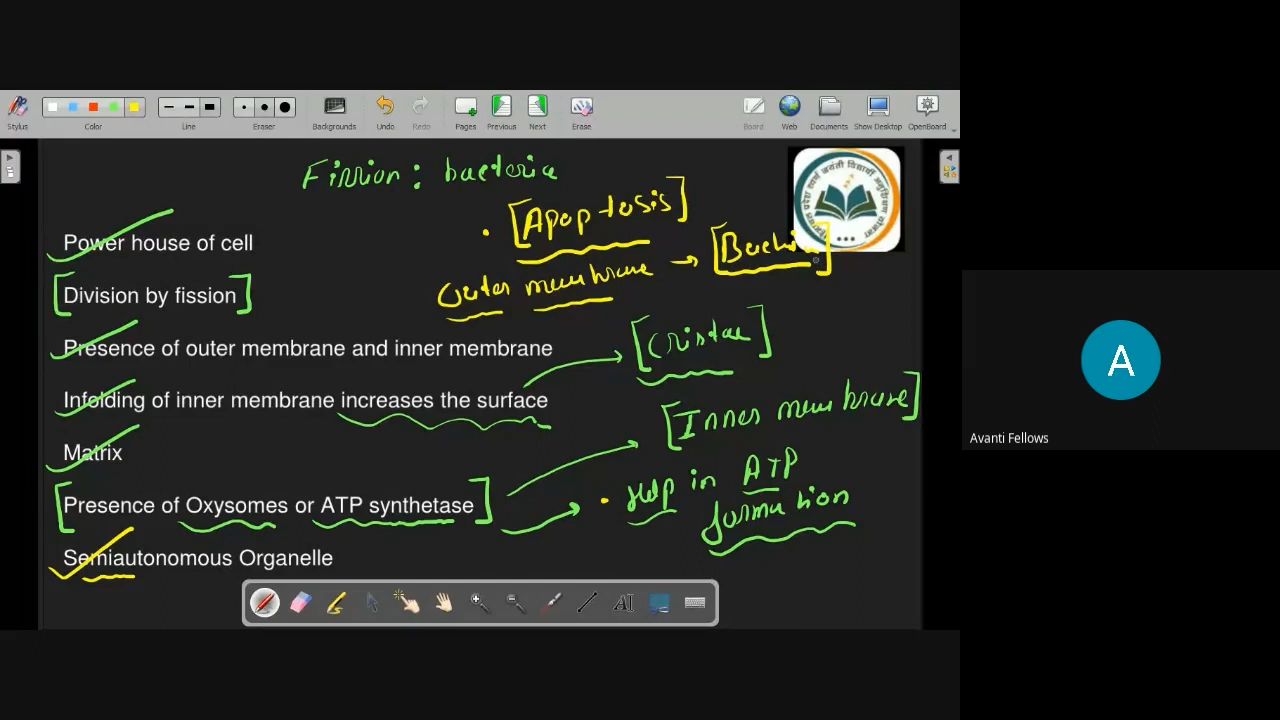 Stylus Color Line Eraser Backgrounds Undo Redo Pages Previous Next Erase Board Web Documents Show Desktop OpenBoard
Fission: bacteria
[Apoptosis]
Power house of cell
outer membrane → [Bacteria]
[Division by fission]
Presence of outer membrane and inner membrane
[Cristae]
Infolding of inner membrane increases the surface
[Inner membrane]
Matrix
Help in ATP
formation
[Presence of Oxysomes or ATP synthetase]
Semiautonomous Organelle
A
Avanti Fellows